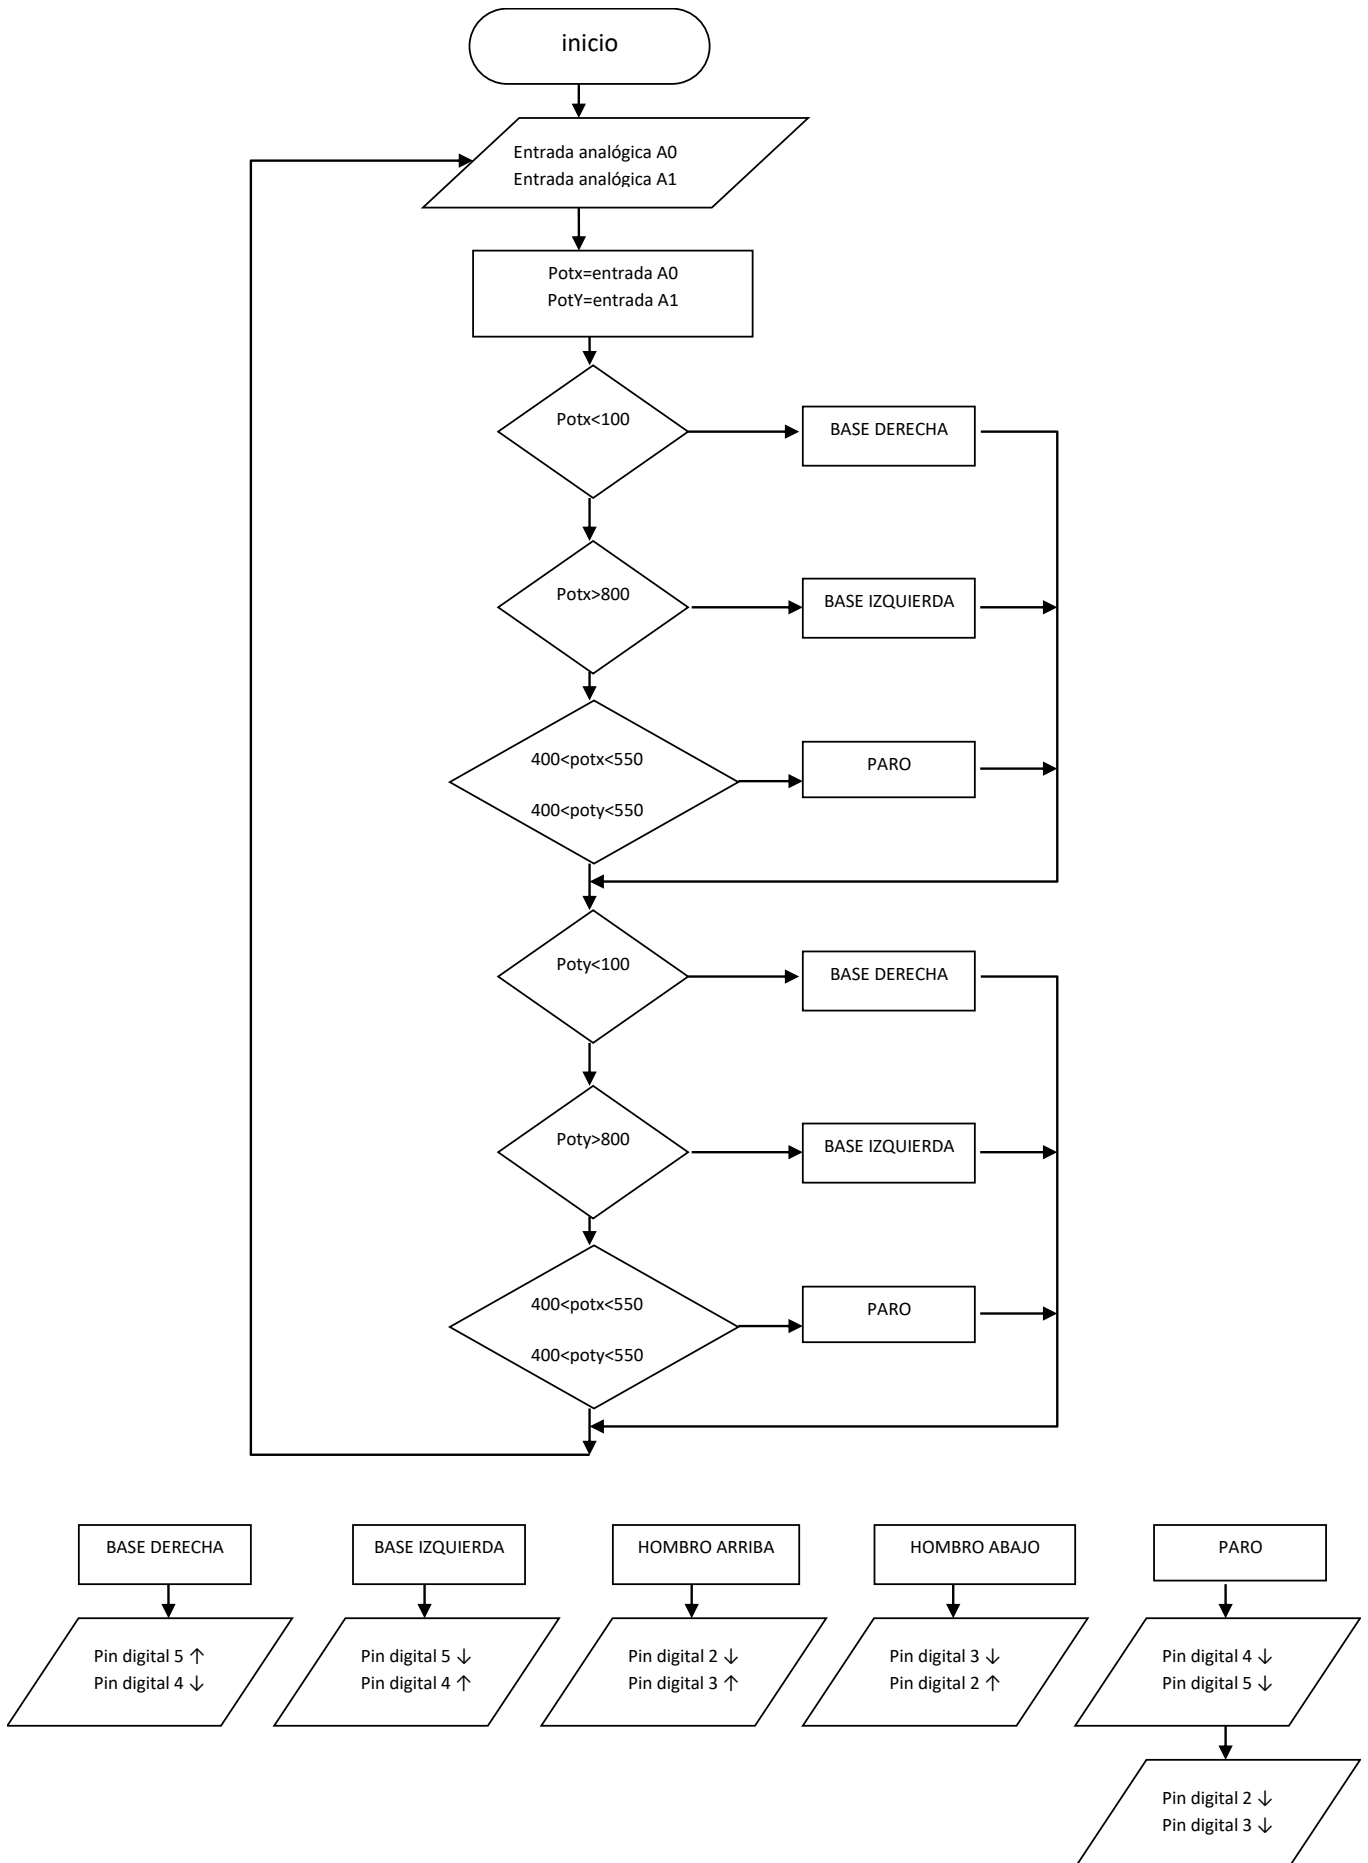 inicio
Entrada analógica A0
Entrada analógica A1
Potx=entrada A0
PotY=entrada A1
Potx<100
BASE DERECHA
Potx>800
BASE IZQUIERDA
400<potx<550
400<poty<550
PARO
Poty<100
BASE DERECHA
Poty>800
BASE IZQUIERDA
400<potx<550
400<poty<550
PARO
BASE DERECHA
Pin digital 5 ↑
Pin digital 4 ↓
BASE IZQUIERDA
Pin digital 5 ↓
Pin digital 4 ↑
HOMBRO ARRIBA
Pin digital 2 ↓
Pin digital 3 ↑
HOMBRO ABAJO
Pin digital 3 ↓
Pin digital 2 ↑
PARO
Pin digital 4 ↓
Pin digital 5 ↓
Pin digital 2 ↓
Pin digital 3 ↓